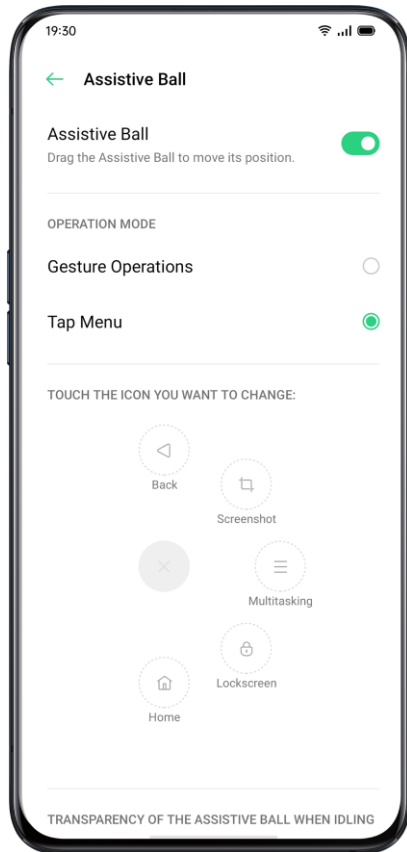 19:30
Assistive Ball
Assistive Ball
Drag the Assistive Ball to move its position.
OPERATION MODE
Gesture Operations
Tap Menu
TOUCH THE ICON YOU WANT TO CHANGE:
Back
Screenshot
Multitasking
Lockscreen
Home
TRANSPARENCY OF THE ASSISTIVE BALL WHEN IDLING